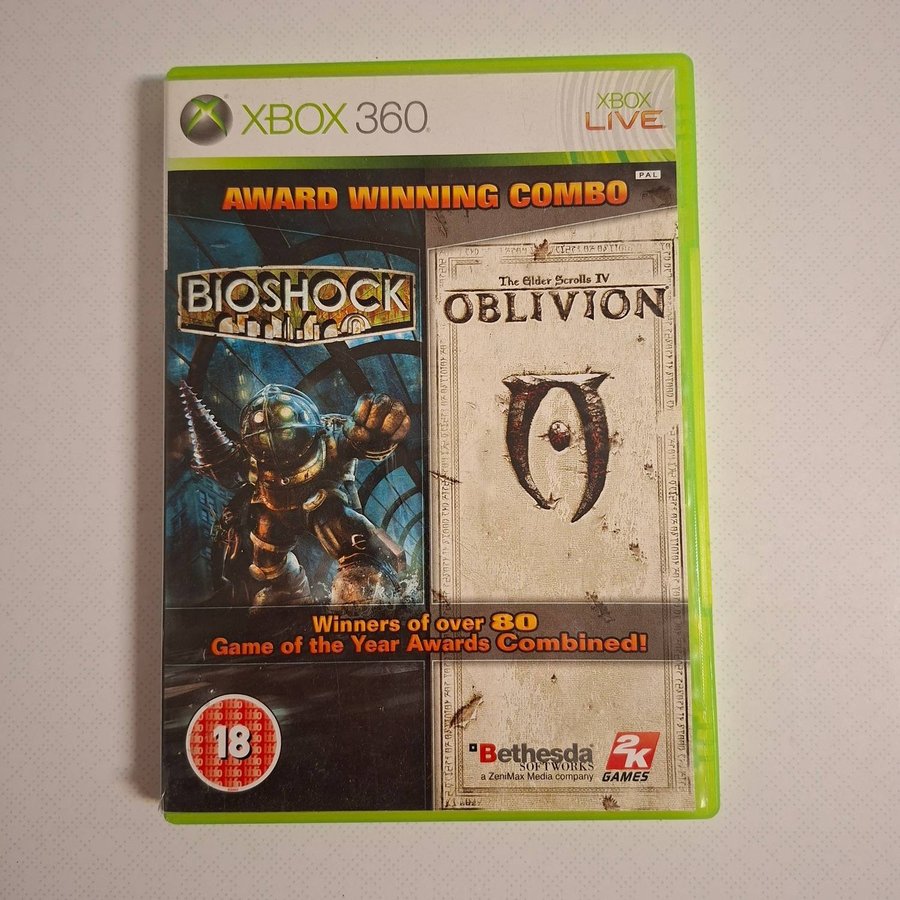 XBOX 360
XBOX
LIVE
PAL
AWARD WINNING COMBO
BIOSHOCK
The Elder Scrolls IV
OBLIVION
Winners of over 80
Game of the Year Awards Combined!
18
Bethesda
SOFTWORKS
a ZeniMax Media company
2K
GAMES